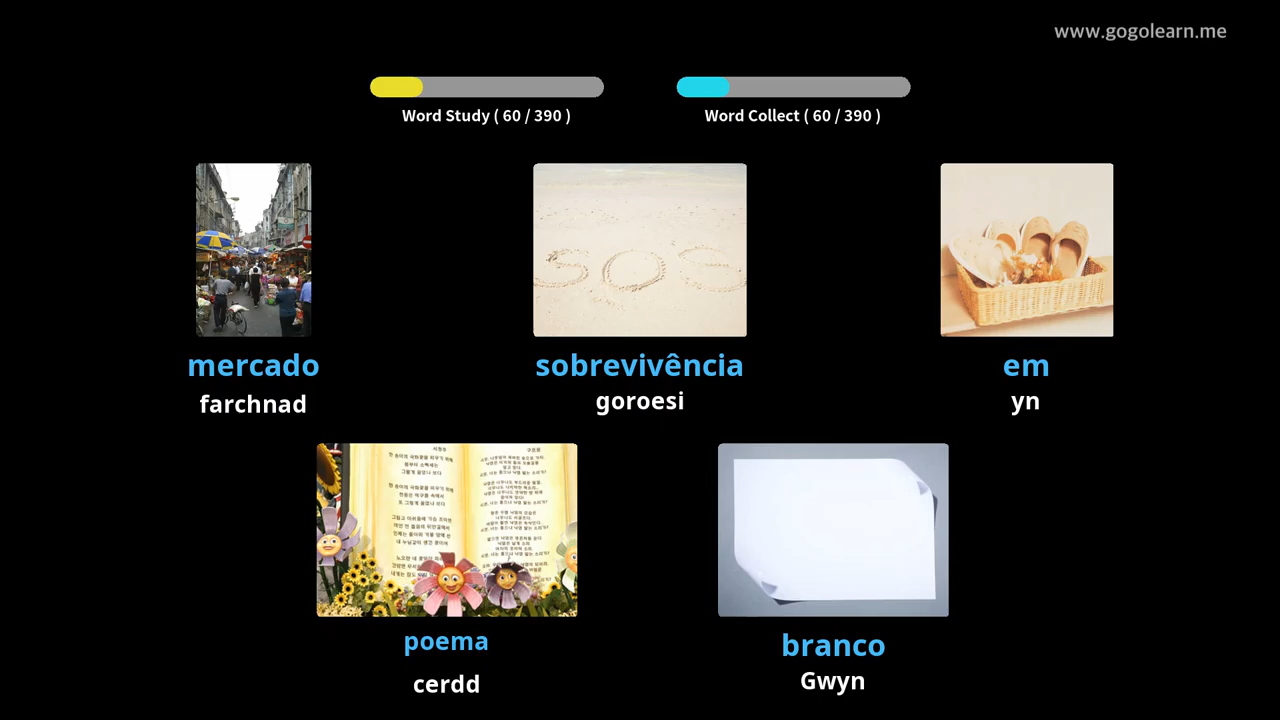 www.gogolearn.me
Word Study ( 60 / 390 )
Word Collect ( 60 / 390 )
SOS
mercado
farchnad
sobrevivência
goroesi
em
yn
poema
cerdd
branco
Gwyn